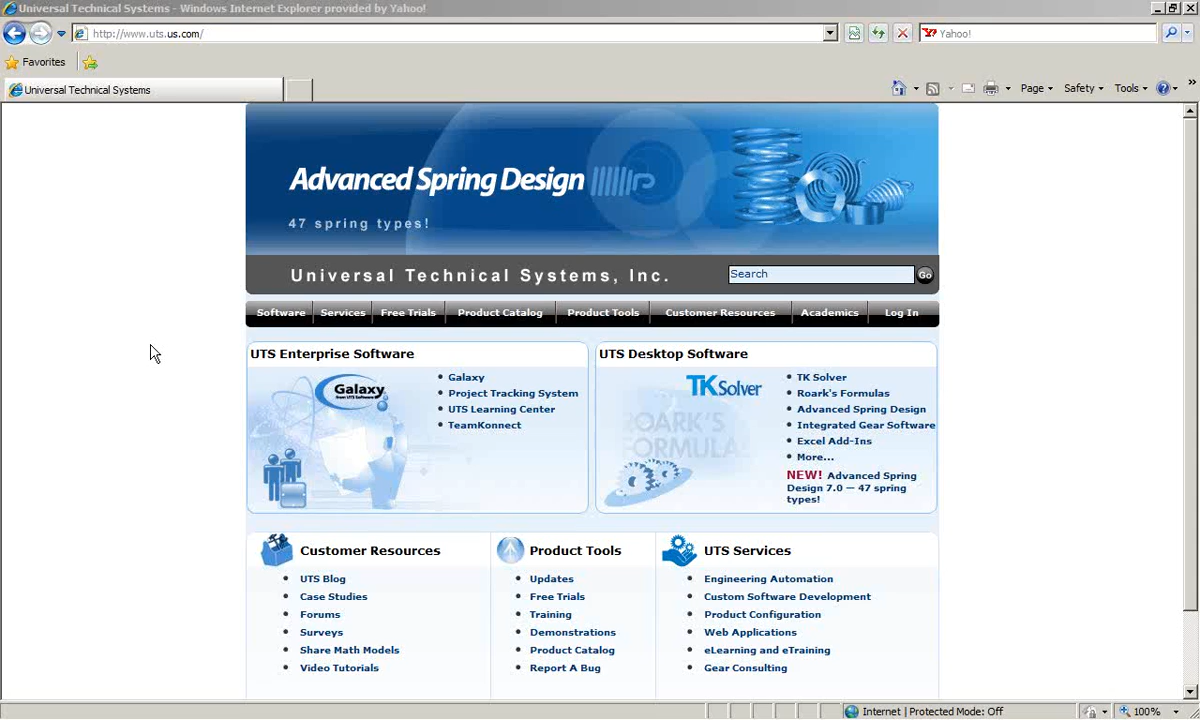 Universal Technical Systems - Windows Internet Explorer provided by Yahoo!
http://www.uts.us.com/
Yahoo!
Favorites
Universal Technical Systems
Page
Safety
Tools
Advanced Spring Design
47 spring types!
Universal Technical Systems, Inc.
Search
Go
Software Services Free Trials Product Catalog Product Tools Customer Resources Academics Log In
UTS Enterprise Software
Galaxy
• Galaxy
• Project Tracking System
• UTS Learning Center
• TeamKonnect
UTS Desktop Software
TK Solver
ROARK'S
FORMULAS
• TK Solver
• Roark's Formulas
• Advanced Spring Design
• Integrated Gear Software
• Excel Add-Ins
• More...
NEW! Advanced Spring
Design 7.0 — 47 spring
types!
Customer Resources
• UTS Blog
• Case Studies
• Forums
• Surveys
• Share Math Models
• Video Tutorials
Product Tools
• Updates
• Free Trials
• Training
• Demonstrations
• Product Catalog
• Report A Bug
UTS Services
• Engineering Automation
• Custom Software Development
• Product Configuration
• Web Applications
• eLearning and eTraining
• Gear Consulting
Internet | Protected Mode: Off
100%